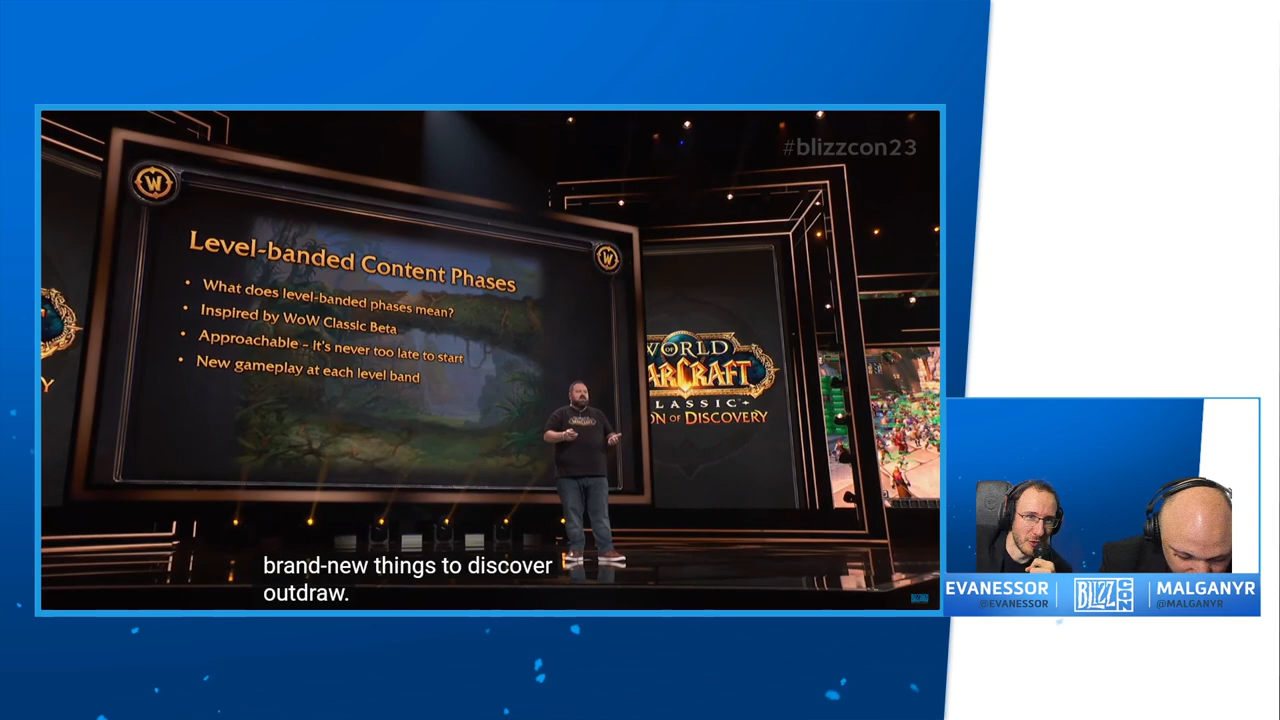 #blizzcon23
W
W
Level-banded Content Phases
• What does level-banded phases mean?
• Inspired by WoW Classic Beta
• Approachable – It's never too late to start
• New gameplay at each level band
WORLD
OF
WARCRAFT
CLASSIC
ON OF DISCOVERY
Y
brand-new things to discover
outdraw.
EVANESSOR
@EVANESSOR
BLIZZCON
MALGANYR
@MALGANYR